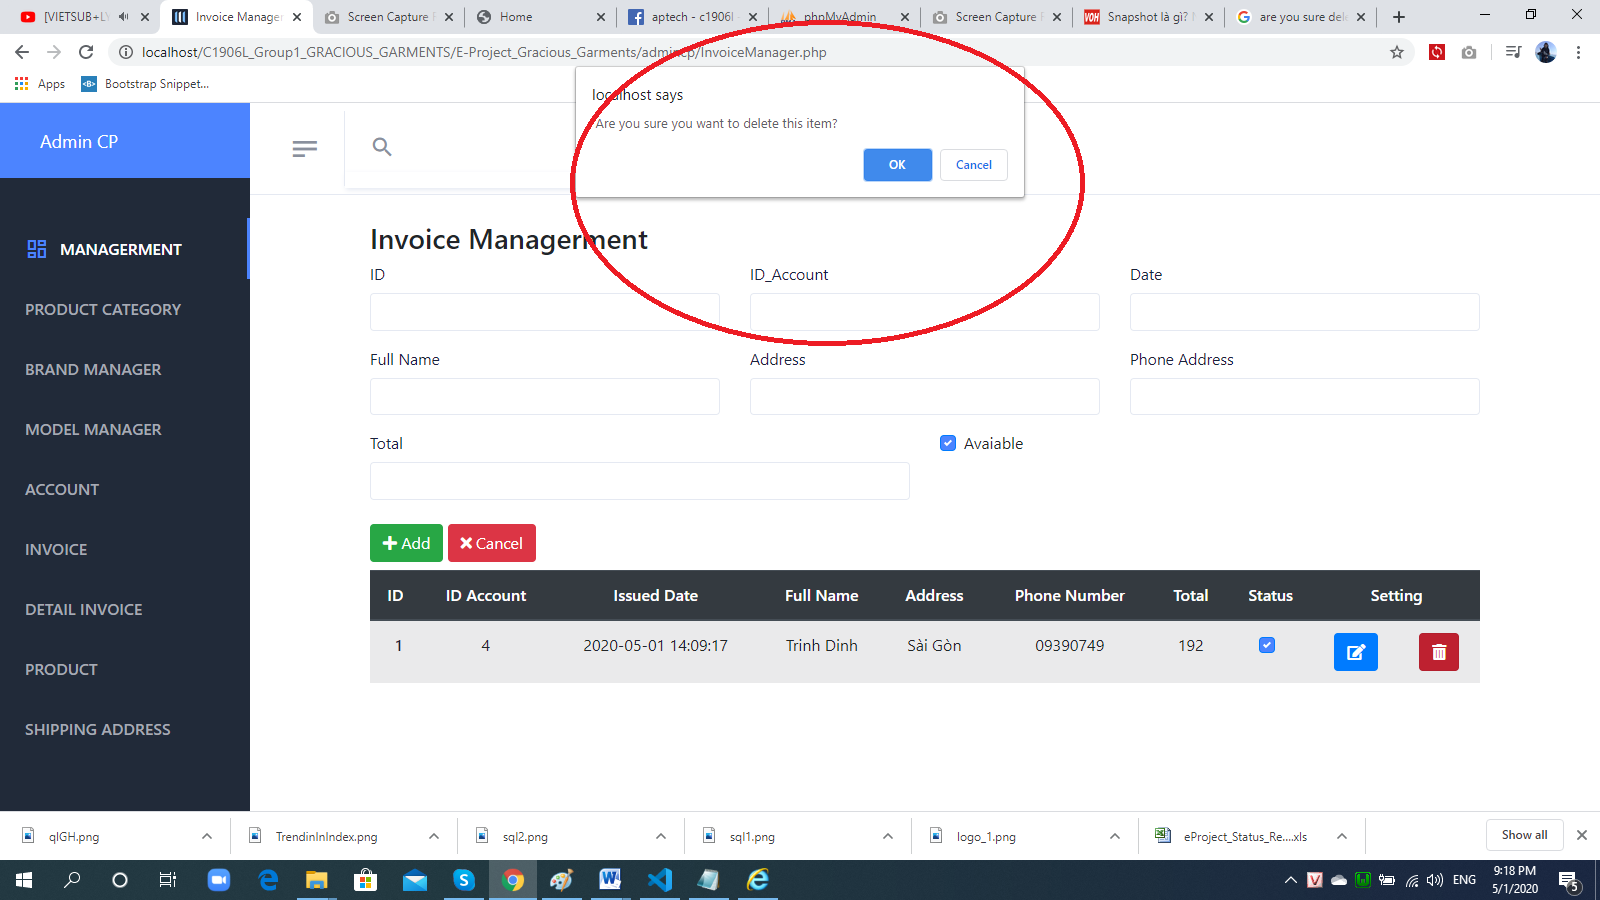 [VIETSUB+LY
Invoice Manager
Screen Capture
Home
aptech - c1906l
phpMyAdmin
Screen Capture
Snapshot là gì?
are you sure del
localhost/C1906L_Group1_GRACIOUS_GARMENTS/E-Project_Gracious_Garments/admincp/InvoiceManager.php
Apps
Bootstrap Snippet...
localhost says
Are you sure you want to delete this item?
OK
Cancel
Admin CP
MANAGERMENT
PRODUCT CATEGORY
BRAND MANAGER
MODEL MANAGER
ACCOUNT
INVOICE
DETAIL INVOICE
PRODUCT
SHIPPING ADDRESS
Invoice Managerment
ID
ID_Account
Date
Full Name
Address
Phone Address
Total
Avaiable
Add
Cancel
ID ID Account Issued Date Full Name Address Phone Number Total Status Setting
1 4 2020-05-01 14:09:17 Trinh Dinh Sài Gòn 09390749 192
qlGH.png
TrendinInIndex.png
sql2.png
sql1.png
logo_1.png
eProject_Status_Re....xls
Show all
ENG
9:18 PM
5/1/2020
5